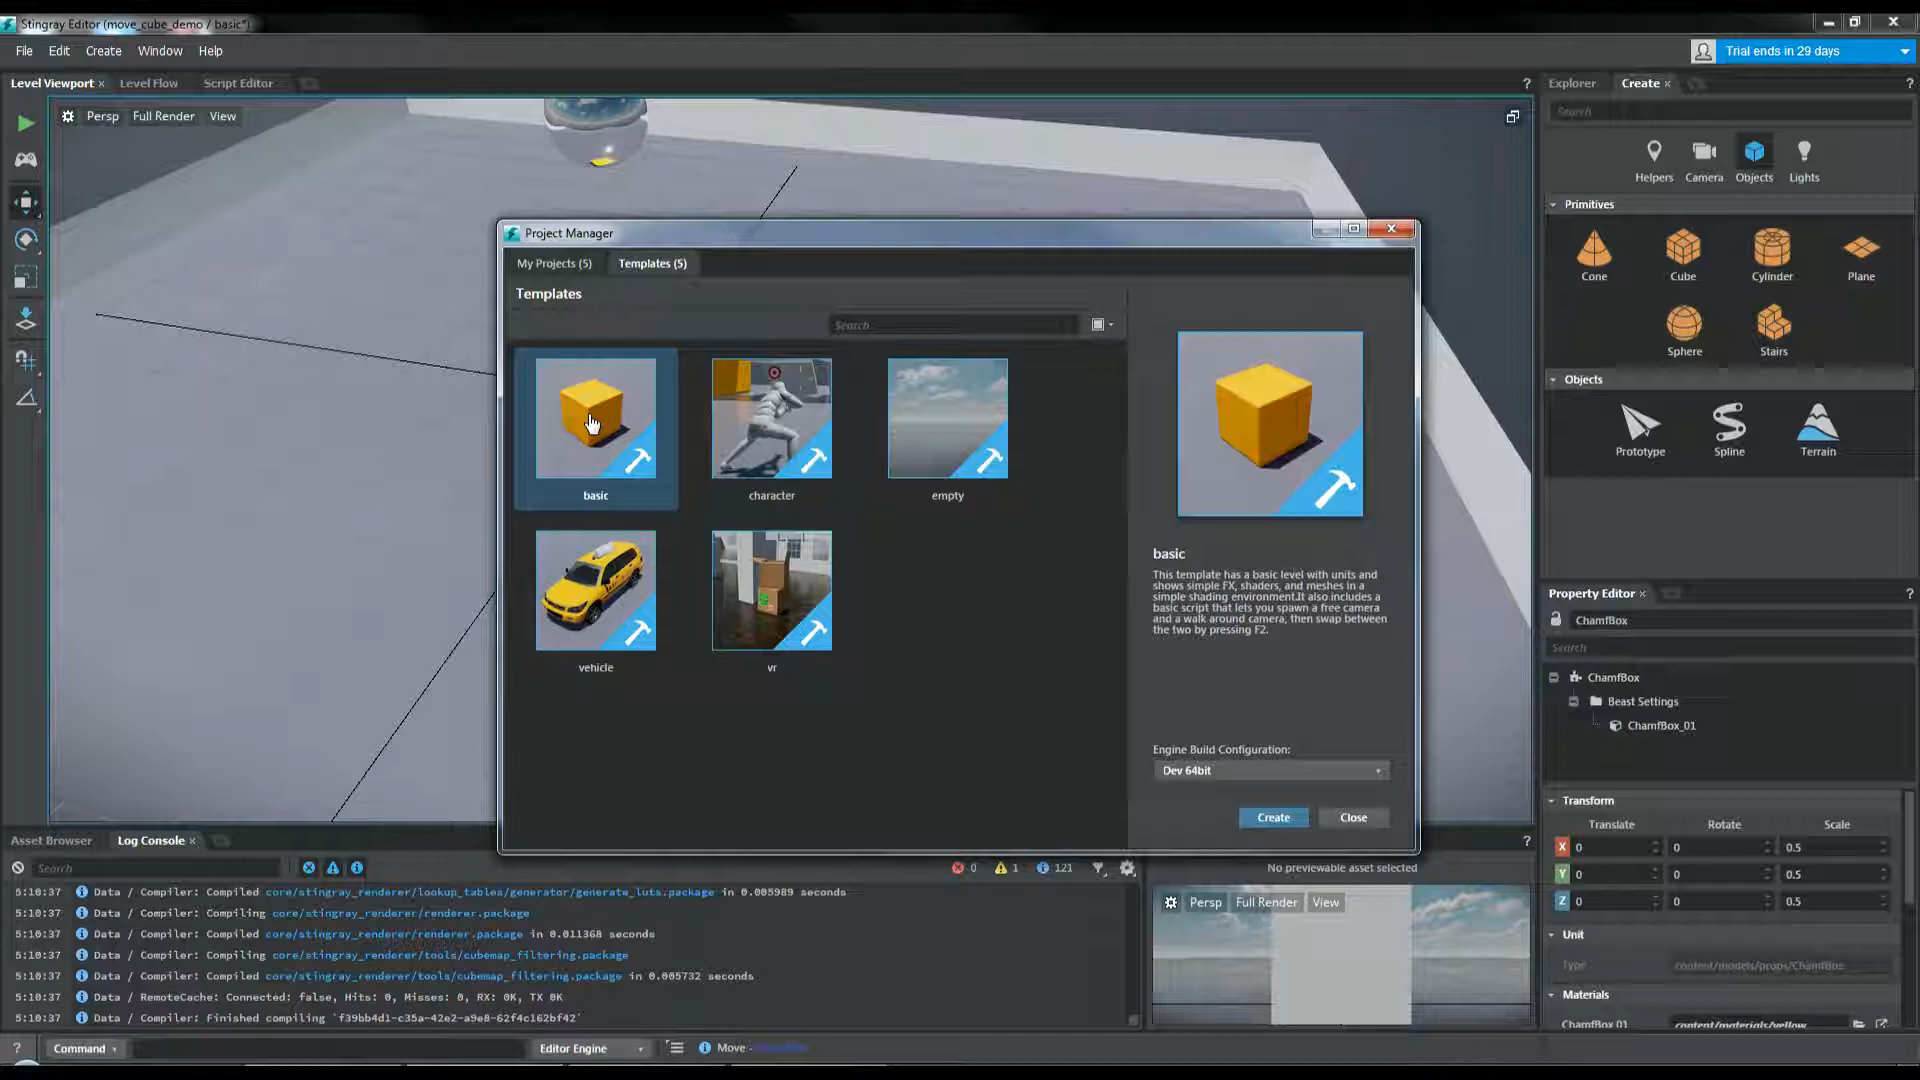 Stingray Editor (move_cube_demo / basic*)
File Edit Create Window Help
Trial ends in 29 days
Level Viewport × Level Flow Script Editor ?
Explorer Create × ?
Persp Full Render View
Search
Helpers Camera Objects Lights
Primitives
Cone Cube Cylinder Plane
Sphere Stairs
Objects
Prototype Spline Terrain
Project Manager
My Projects (5) Templates (5)
Templates
Search
basic character empty
vehicle vr
basic
This template has a basic level with units and
shows simple FX, shaders, and meshes in a
simple shading environment.It also includes a
basic script that lets you spawn a free camera
and a walk around camera, then swap between
the two by pressing F2.
Engine Build Configuration:
Dev 64bit
Create Close
Property Editor × ?
ChamfBox
Search
ChamfBox
Beast Settings
ChamfBox_01
Transform
Translate Rotate Scale
X 0 0 0.5
Y 0 0 0.5
Z 0 0 0.5
Unit
Type content/models/props/ChamfBox
Materials
ChamfBox_01 content/materials/yellow
Asset Browser Log Console × ?
Search 0 1 121
5:10:37 Data / Compiler: Compiled core/stingray_renderer/lookup_tables/generator/generate_luts.package in 0.005989 seconds
5:10:37 Data / Compiler: Compiling core/stingray_renderer/renderer.package
5:10:37 Data / Compiler: Compiled core/stingray_renderer/renderer.package in 0.011368 seconds
5:10:37 Data / Compiler: Compiling core/stingray_renderer/tools/cubemap_filtering.package
5:10:37 Data / Compiler: Compiled core/stingray_renderer/tools/cubemap_filtering.package in 0.005732 seconds
5:10:37 Data / RemoteCache: Connected: false, Hits: 0, Misses: 0, RX: 0K, TX 0K
5:10:37 Data / Compiler: Finished compiling `f39bb4d1-c35a-42e2-a9e8-62f4c162bf42`
No previewable asset selected
Persp Full Render View
? Command Editor Engine Move -